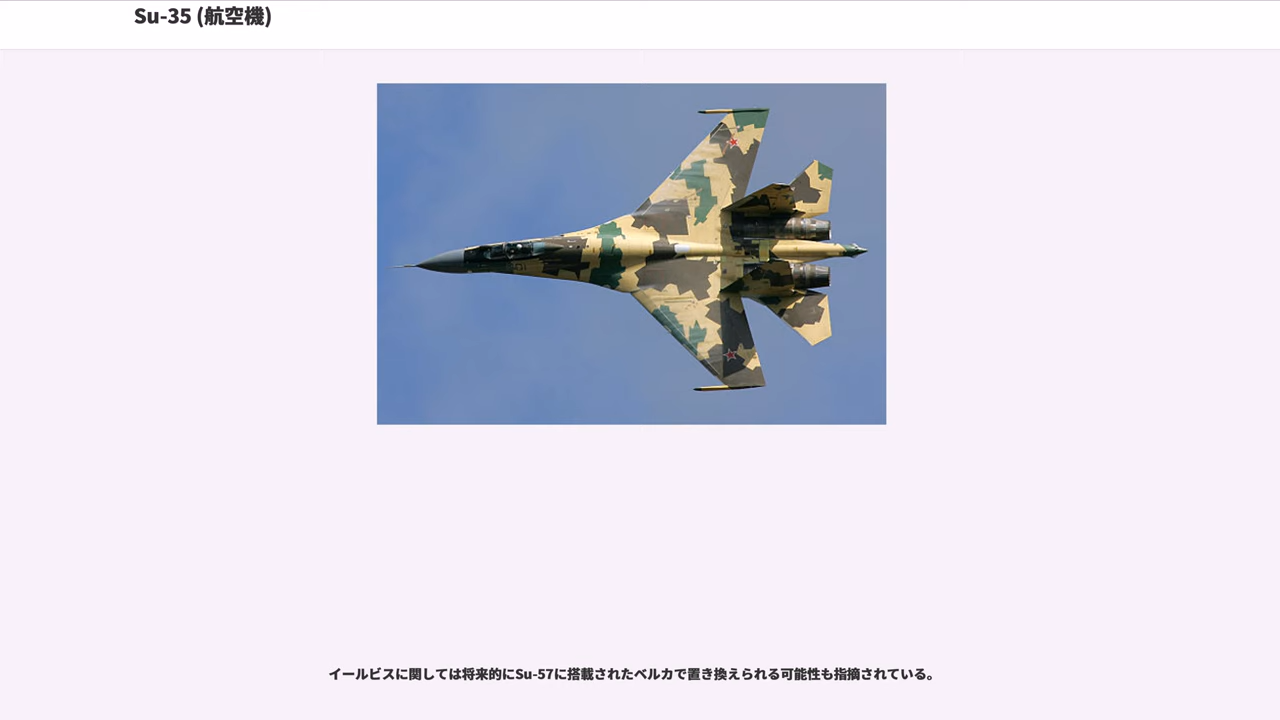 Su-35 (航空機)
イールビスに関しては将来的にSu-57に搭載されたベルカで置き換えられる可能性も指摘されている。